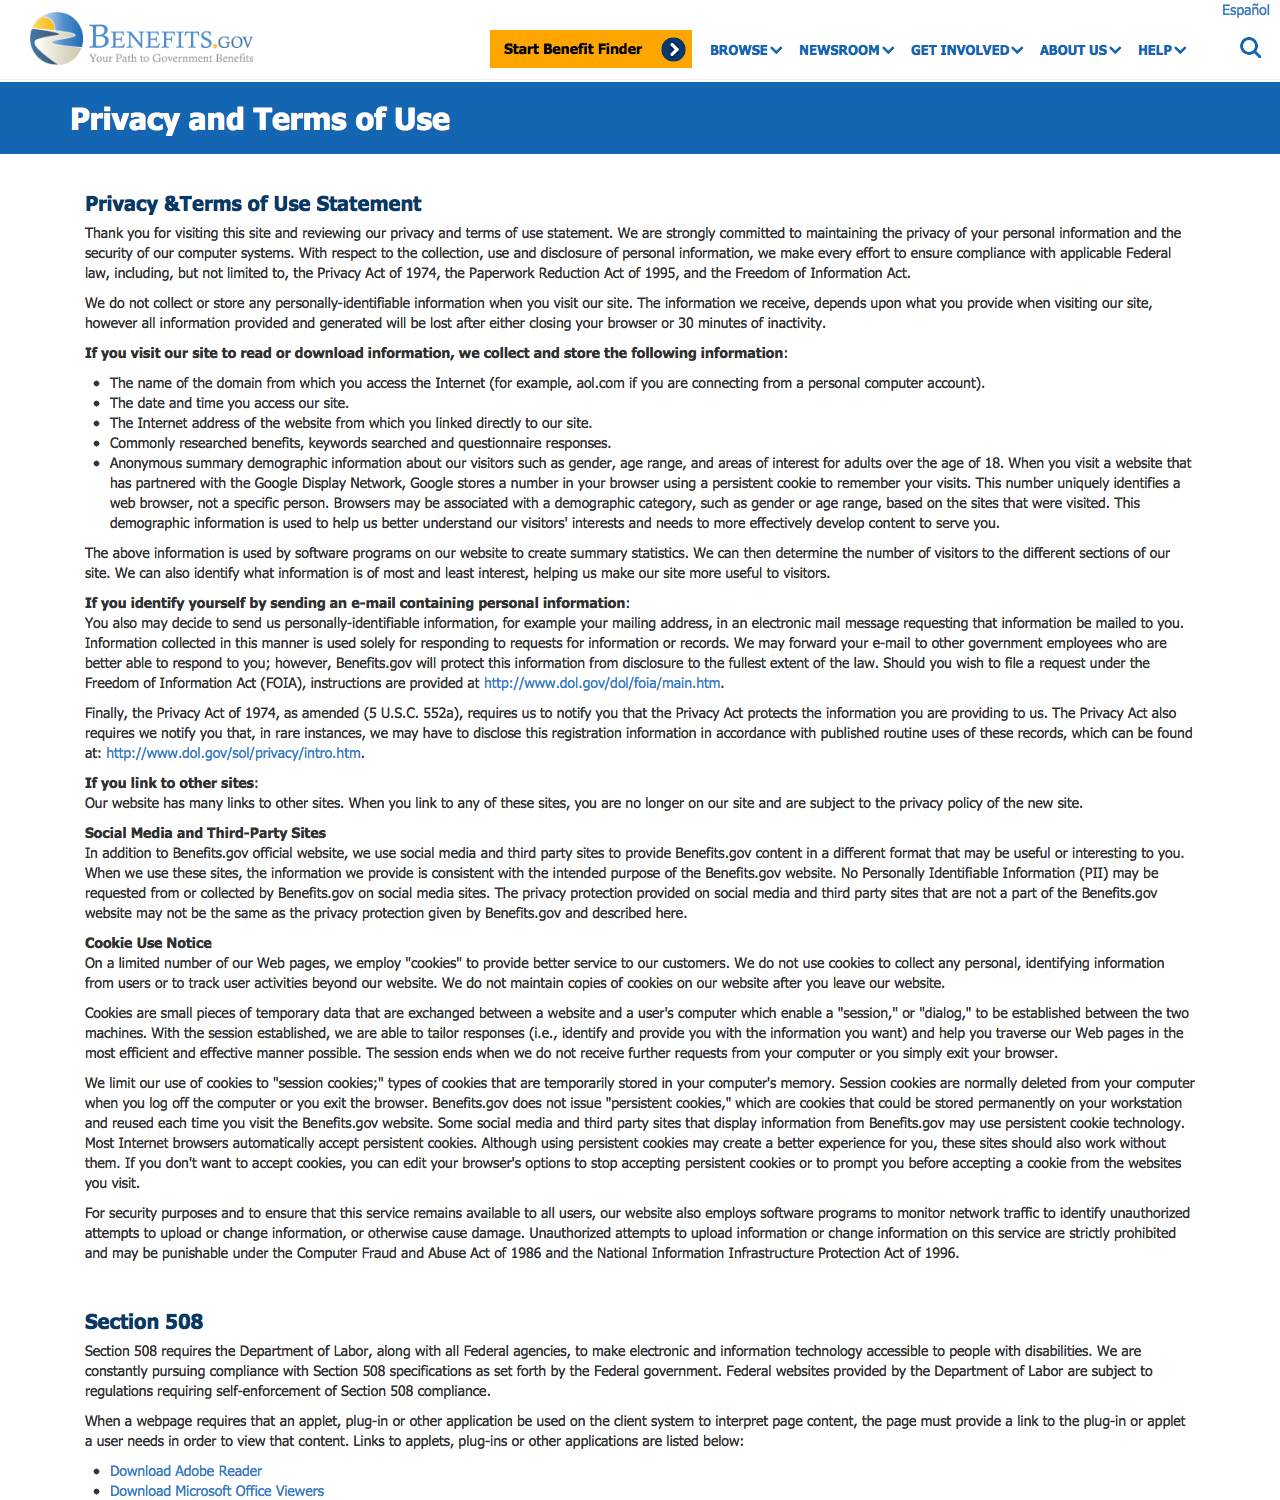 Español
BENEFITS.GOV
Your Path to Government Benefits
Start Benefit Finder
BROWSE
NEWSROOM
GET INVOLVED
ABOUT US
HELP
Privacy and Terms of Use
Privacy &Terms of Use Statement
Thank you for visiting this site and reviewing our privacy and terms of use statement. We are strongly committed to maintaining the privacy of your personal information and the
security of our computer systems. With respect to the collection, use and disclosure of personal information, we make every effort to ensure compliance with applicable Federal
law, including, but not limited to, the Privacy Act of 1974, the Paperwork Reduction Act of 1995, and the Freedom of Information Act.
We do not collect or store any personally-identifiable information when you visit our site. The information we receive, depends upon what you provide when visiting our site,
however all information provided and generated will be lost after either closing your browser or 30 minutes of inactivity.
If you visit our site to read or download information, we collect and store the following information:
• The name of the domain from which you access the Internet (for example, aol.com if you are connecting from a personal computer account).
• The date and time you access our site.
• The Internet address of the website from which you linked directly to our site.
• Commonly researched benefits, keywords searched and questionnaire responses.
• Anonymous summary demographic information about our visitors such as gender, age range, and areas of interest for adults over the age of 18. When you visit a website that
has partnered with the Google Display Network, Google stores a number in your browser using a persistent cookie to remember your visits. This number uniquely identifies a
web browser, not a specific person. Browsers may be associated with a demographic category, such as gender or age range, based on the sites that were visited. This
demographic information is used to help us better understand our visitors' interests and needs to more effectively develop content to serve you.
The above information is used by software programs on our website to create summary statistics. We can then determine the number of visitors to the different sections of our
site. We can also identify what information is of most and least interest, helping us make our site more useful to visitors.
If you identify yourself by sending an e-mail containing personal information:
You also may decide to send us personally-identifiable information, for example your mailing address, in an electronic mail message requesting that information be mailed to you.
Information collected in this manner is used solely for responding to requests for information or records. We may forward your e-mail to other government employees who are
better able to respond to you; however, Benefits.gov will protect this information from disclosure to the fullest extent of the law. Should you wish to file a request under the
Freedom of Information Act (FOIA), instructions are provided at http://www.dol.gov/dol/foia/main.htm.
Finally, the Privacy Act of 1974, as amended (5 U.S.C. 552a), requires us to notify you that the Privacy Act protects the information you are providing to us. The Privacy Act also
requires we notify you that, in rare instances, we may have to disclose this registration information in accordance with published routine uses of these records, which can be found
at: http://www.dol.gov/sol/privacy/intro.htm.
If you link to other sites:
Our website has many links to other sites. When you link to any of these sites, you are no longer on our site and are subject to the privacy policy of the new site.
Social Media and Third-Party Sites
In addition to Benefits.gov official website, we use social media and third party sites to provide Benefits.gov content in a different format that may be useful or interesting to you.
When we use these sites, the information we provide is consistent with the intended purpose of the Benefits.gov website. No Personally Identifiable Information (PII) may be
requested from or collected by Benefits.gov on social media sites. The privacy protection provided on social media and third party sites that are not a part of the Benefits.gov
website may not be the same as the privacy protection given by Benefits.gov and described here.
Cookie Use Notice
On a limited number of our Web pages, we employ "cookies" to provide better service to our customers. We do not use cookies to collect any personal, identifying information
from users or to track user activities beyond our website. We do not maintain copies of cookies on our website after you leave our website.
Cookies are small pieces of temporary data that are exchanged between a website and a user's computer which enable a "session," or "dialog," to be established between the two
machines. With the session established, we are able to tailor responses (i.e., identify and provide you with the information you want) and help you traverse our Web pages in the
most efficient and effective manner possible. The session ends when we do not receive further requests from your computer or you simply exit your browser.
We limit our use of cookies to "session cookies;" types of cookies that are temporarily stored in your computer's memory. Session cookies are normally deleted from your computer
when you log off the computer or you exit the browser. Benefits.gov does not issue "persistent cookies," which are cookies that could be stored permanently on your workstation
and reused each time you visit the Benefits.gov website. Some social media and third party sites that display information from Benefits.gov may use persistent cookie technology.
Most Internet browsers automatically accept persistent cookies. Although using persistent cookies may create a better experience for you, these sites should also work without
them. If you don't want to accept cookies, you can edit your browser's options to stop accepting persistent cookies or to prompt you before accepting a cookie from the websites
you visit.
For security purposes and to ensure that this service remains available to all users, our website also employs software programs to monitor network traffic to identify unauthorized
attempts to upload or change information, or otherwise cause damage. Unauthorized attempts to upload information or change information on this service are strictly prohibited
and may be punishable under the Computer Fraud and Abuse Act of 1986 and the National Information Infrastructure Protection Act of 1996.
Section 508
Section 508 requires the Department of Labor, along with all Federal agencies, to make electronic and information technology accessible to people with disabilities. We are
constantly pursuing compliance with Section 508 specifications as set forth by the Federal government. Federal websites provided by the Department of Labor are subject to
regulations requiring self-enforcement of Section 508 compliance.
When a webpage requires that an applet, plug-in or other application be used on the client system to interpret page content, the page must provide a link to the plug-in or applet
a user needs in order to view that content. Links to applets, plug-ins or other applications are listed below:
• Download Adobe Reader
• Download Microsoft Office Viewers